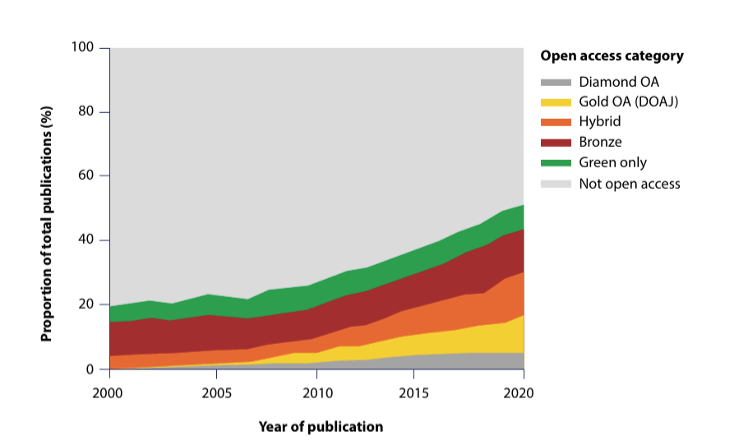 100
80
60
40
20
0
Proportion of total publications (%)
2000
2005
2010
2015
2020
Year of publication
Open access category
Diamond OA
Gold OA (DOAJ)
Hybrid
Bronze
Green only
Not open access